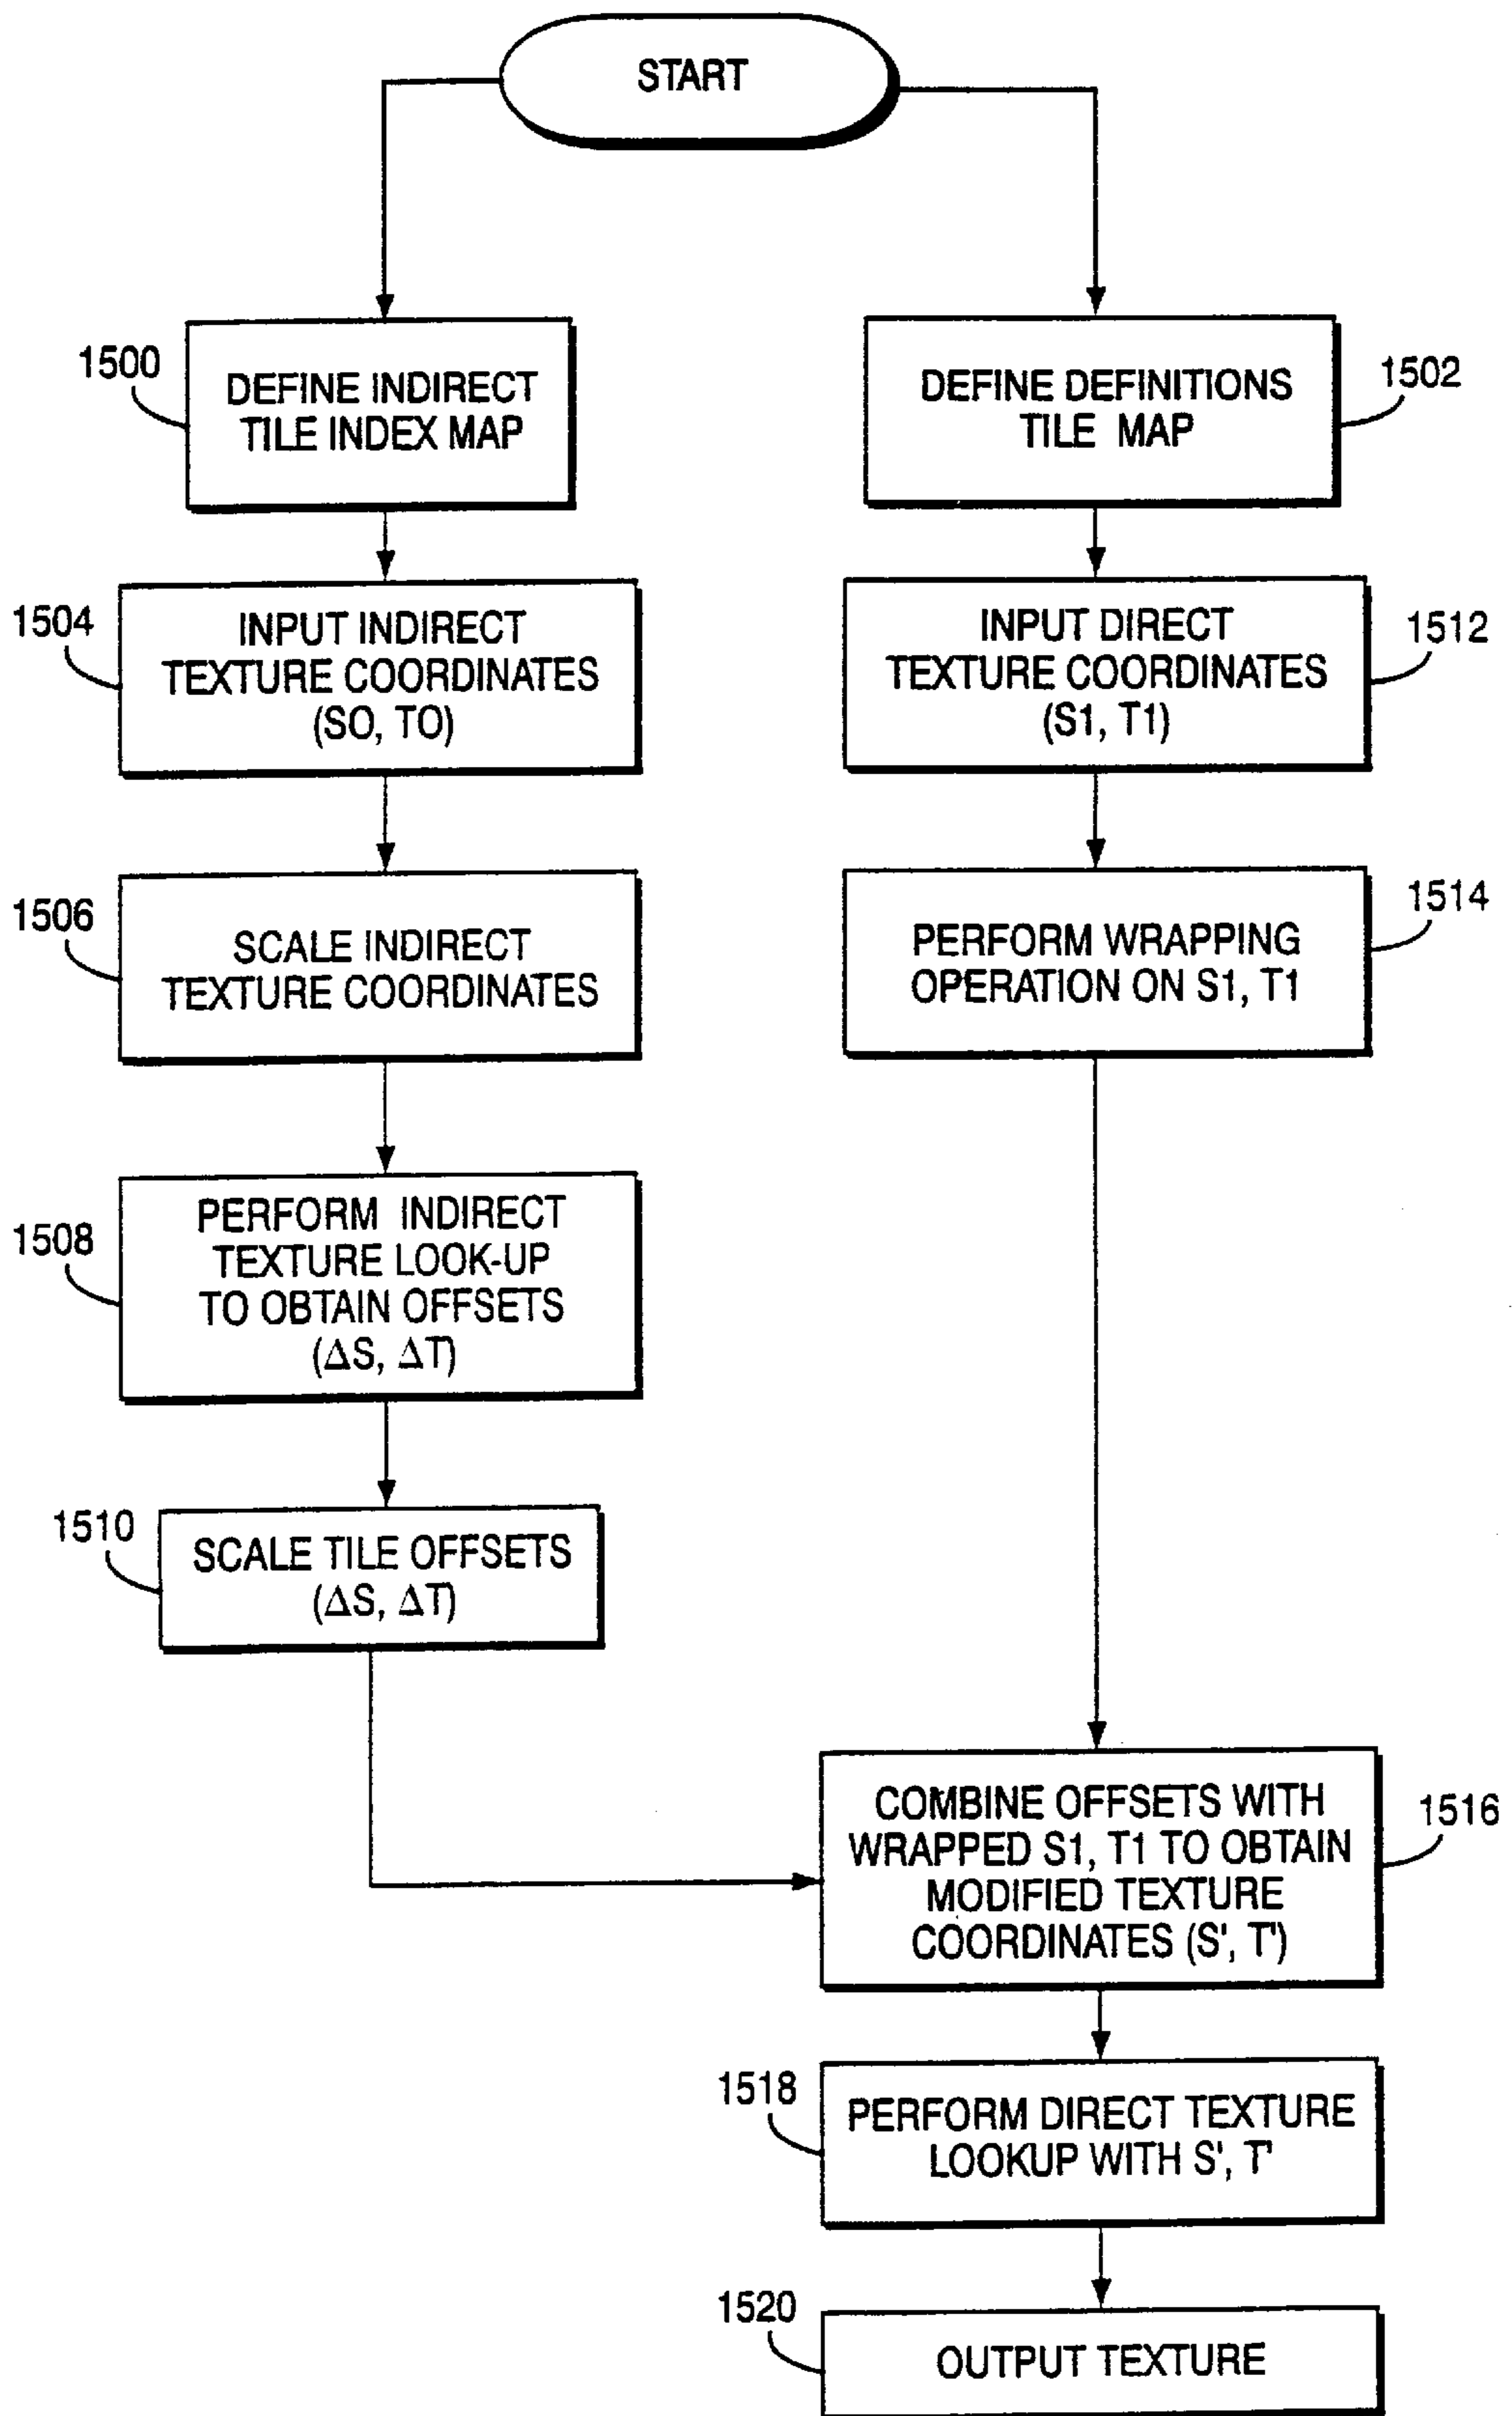 START
1500
DEFINE INDIRECT
TILE INDEX MAP
1502
DEFINE DEFINITIONS
TILE MAP
1504
INPUT INDIRECT
TEXTURE COORDINATES
(SO, TO)
1512
INPUT DIRECT
TEXTURE COORDINATES
(S1, T1)
1506
SCALE INDIRECT
TEXTURE COORDINATES
1514
PERFORM WRAPPING
OPERATION ON S1, T1
1508
PERFORM INDIRECT
TEXTURE LOOK-UP
TO OBTAIN OFFSETS
(ΔS, ΔT)
1510
SCALE TILE OFFSETS
(ΔS, ΔT)
1516
COMBINE OFFSETS WITH
WRAPPED S1, T1 TO OBTAIN
MODIFIED TEXTURE
COORDINATES (S', T')
1518
PERFORM DIRECT TEXTURE
LOOKUP WITH S', T'
1520
OUTPUT TEXTURE